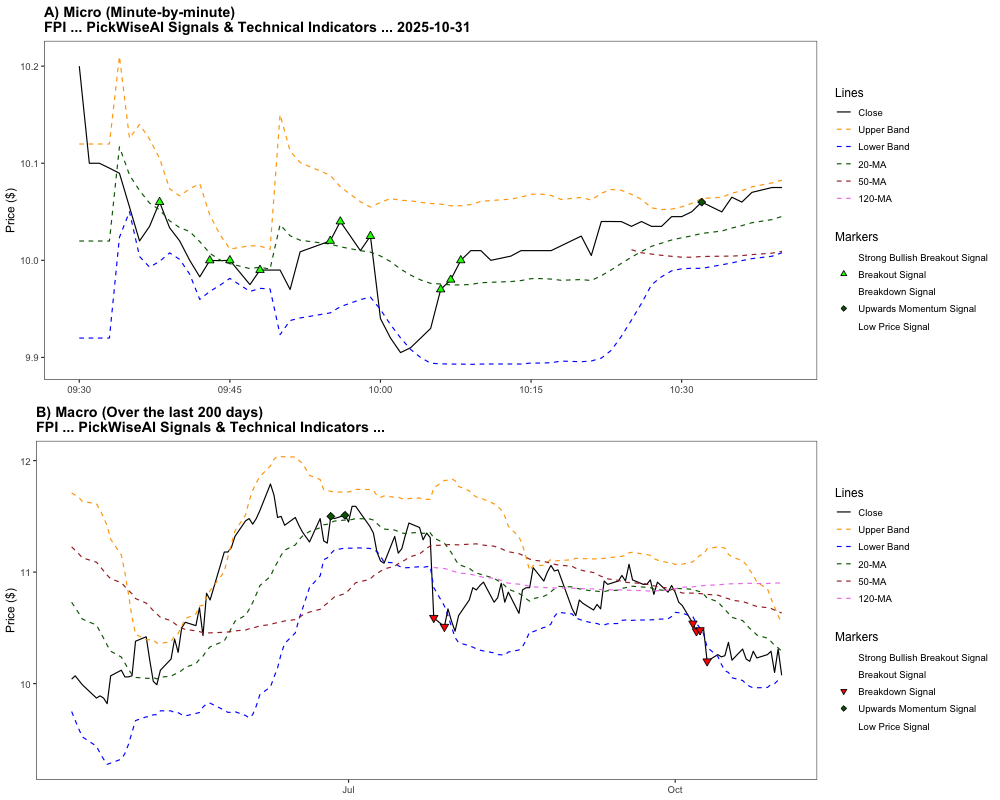 A) Micro (Minute-by-minute)
FPI ... PickWiseAI Signals & Technical Indicators ... 2025-10-31
Price ($)
10.2
10.1
10.0
9.9
09:30
09:45
10:00
10:15
10:30
Lines
Close
Upper Band
Lower Band
20-MA
50-MA
120-MA
Markers
Strong Bullish Breakout Signal
Breakout Signal
Breakdown Signal
Upwards Momentum Signal
Low Price Signal
B) Macro (Over the last 200 days)
FPI ... PickWiseAI Signals & Technical Indicators ...
Price ($)
12
11
10
Jul
Oct
Lines
Close
Upper Band
Lower Band
20-MA
50-MA
120-MA
Markers
Strong Bullish Breakout Signal
Breakout Signal
Breakdown Signal
Upwards Momentum Signal
Low Price Signal